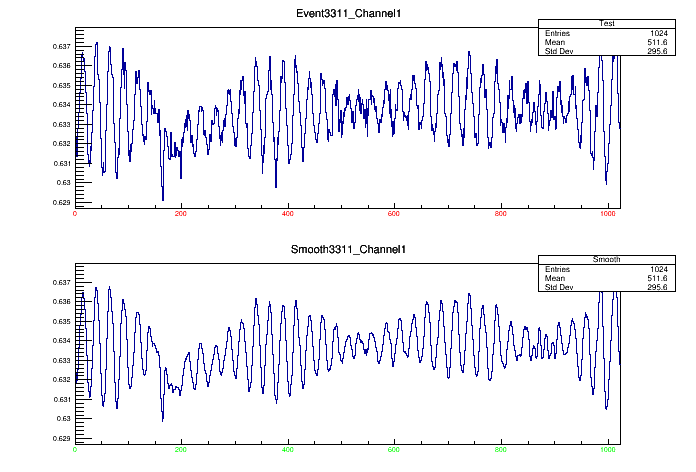 Event3311_Channel1
Test
Entries 1024
Mean 511.6
Std Dev 295.6
0.637
0.636
0.635
0.634
0.633
0.632
0.631
0.63
0.629
0 200 400 600 800 1000
Smooth3311_Channel1
Smooth
Entries 1024
Mean 511.6
Std Dev 295.6
0.637
0.636
0.635
0.634
0.633
0.632
0.631
0.63
0.629
0 200 400 600 800 1000